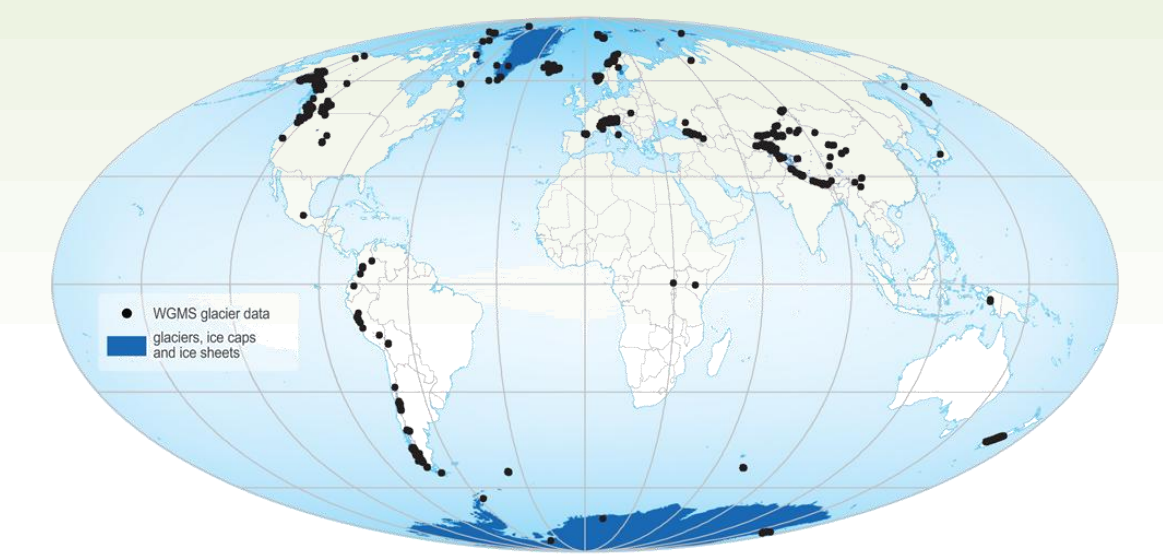 WGMS glacier data
glaciers, ice caps
and ice sheets